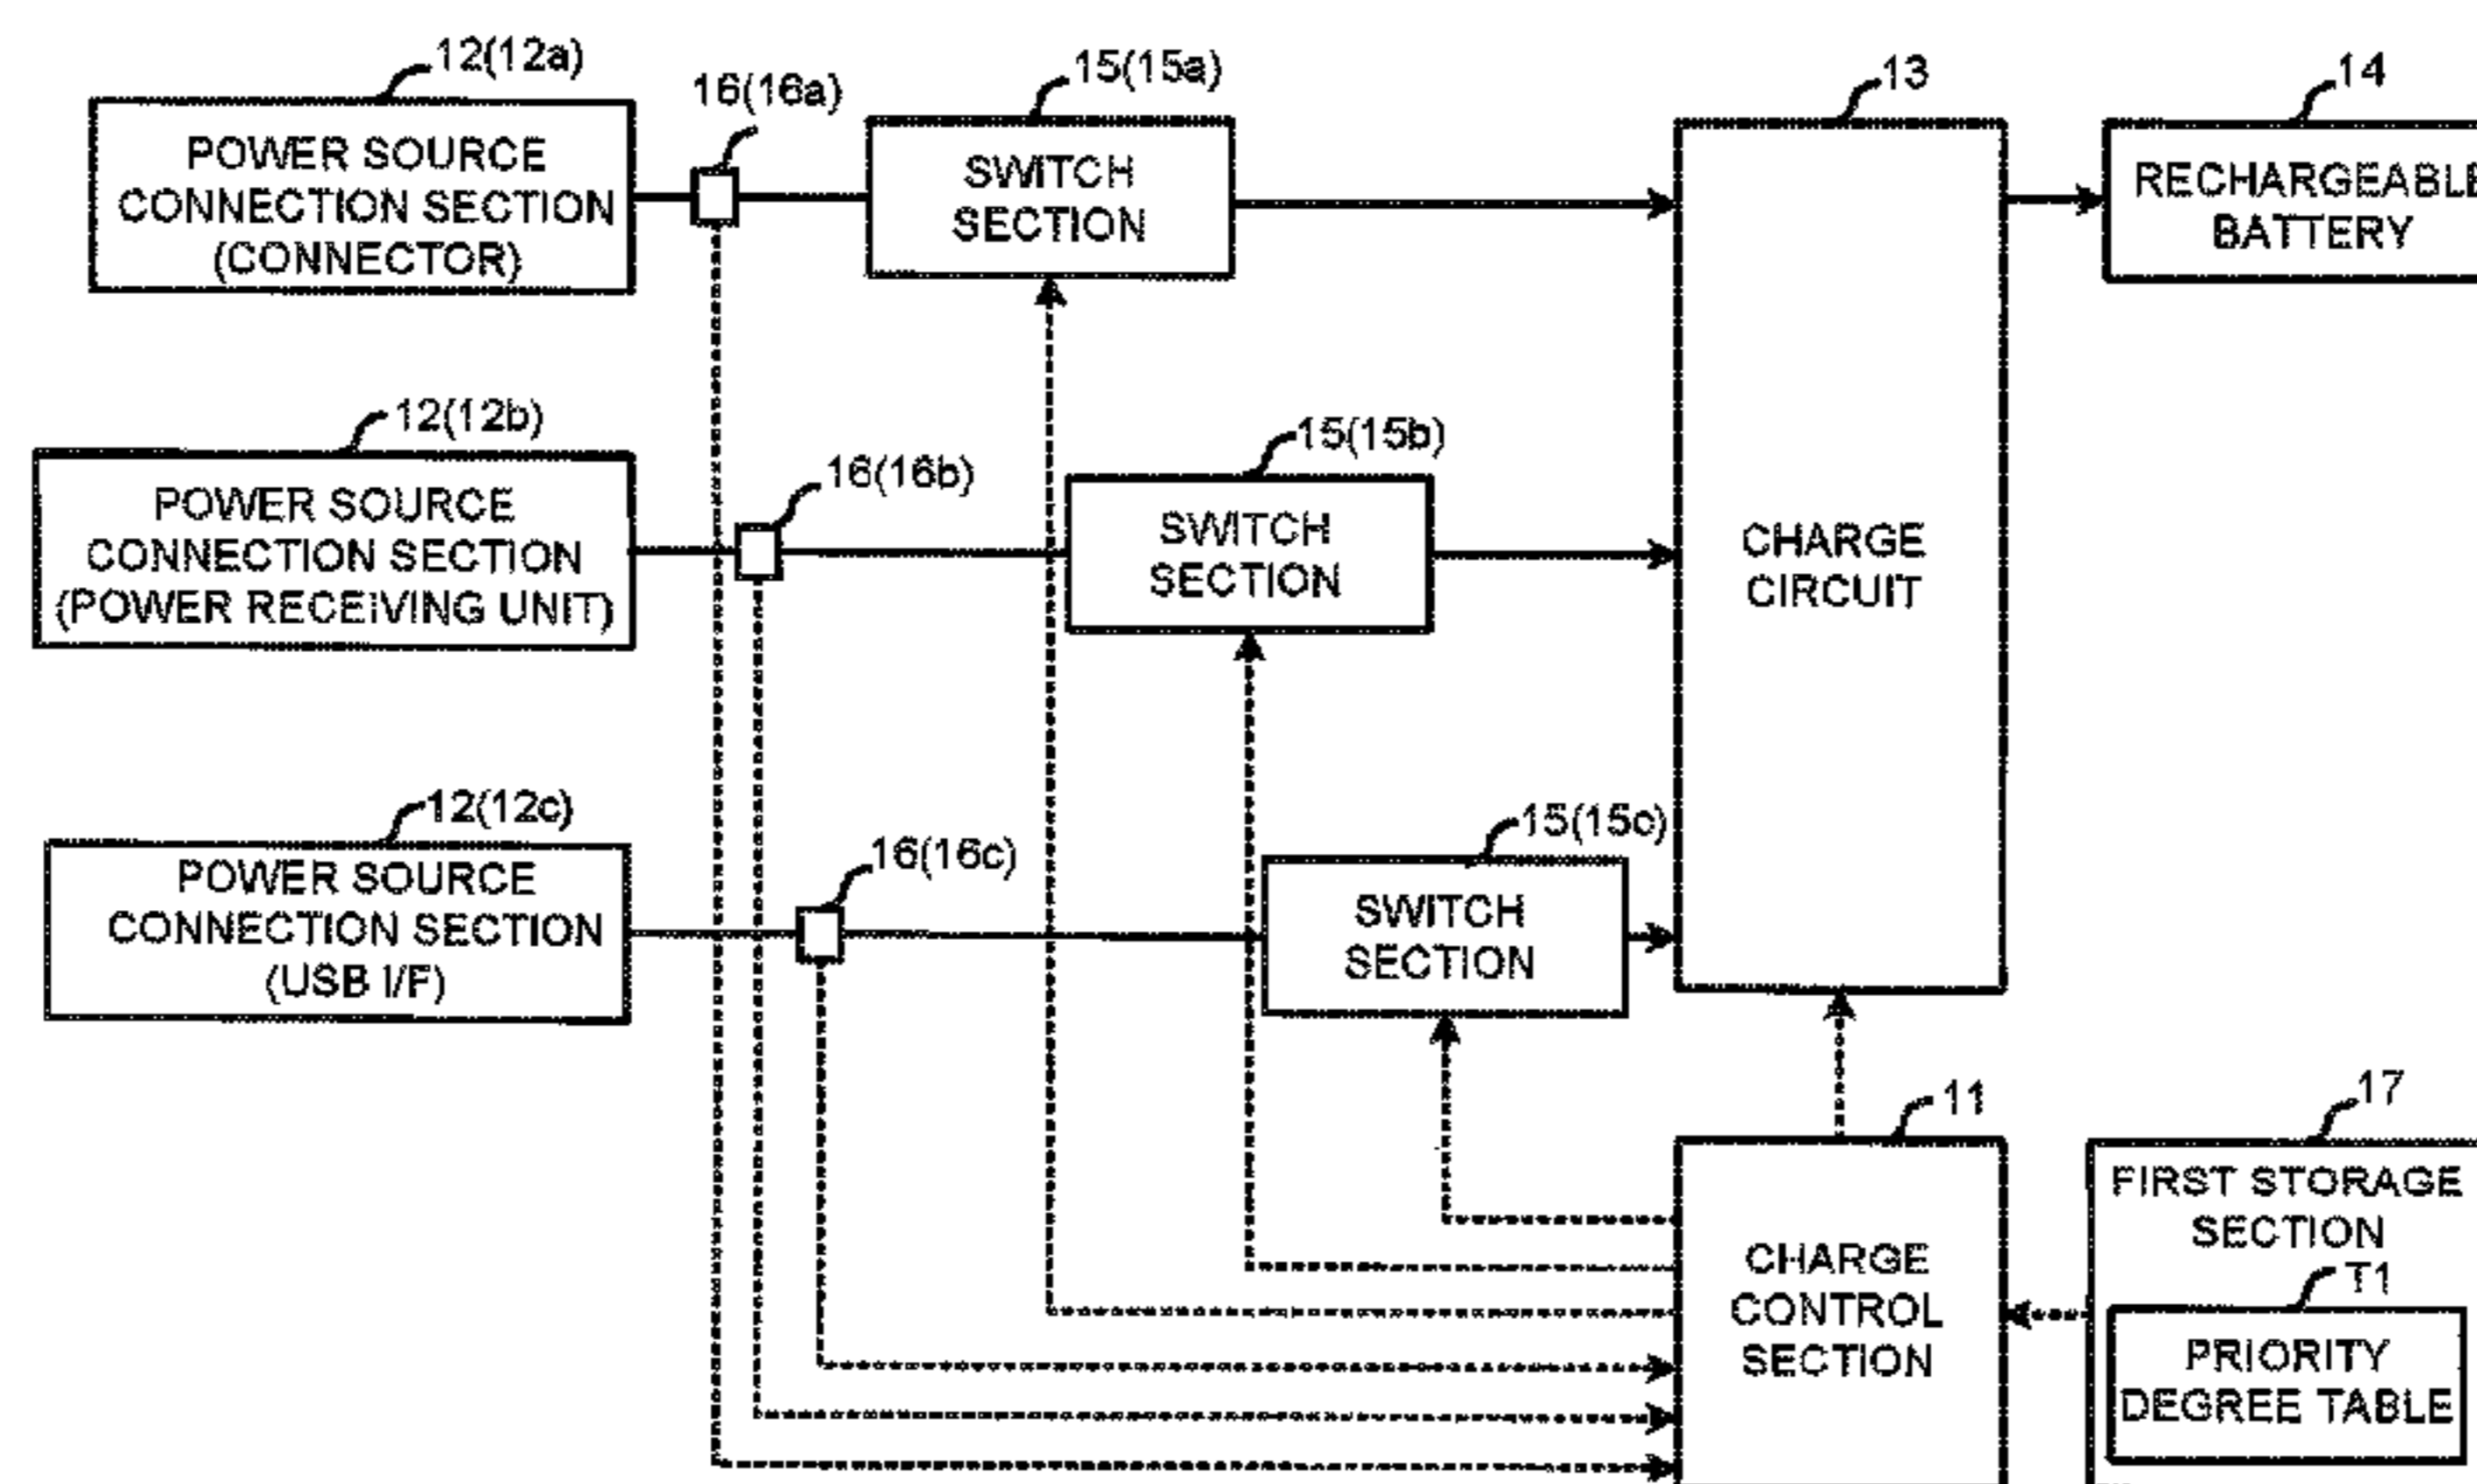 12(12a)
16(16a)
15(15a)
13
14
POWER SOURCE
CONNECTION SECTION
(CONNECTOR)
SWITCH
SECTION
RECHARGEABLE
BATTERY
12(12b)
16(16b)
15(15b)
POWER SOURCE
CONNECTION SECTION
(POWER RECEIVING UNIT)
SWITCH
SECTION
CHARGE
CIRCUIT
12(12c)
16(16c)
15(15c)
POWER SOURCE
CONNECTION SECTION
(USB I/F)
SWITCH
SECTION
11
17
CHARGE
CONTROL
SECTION
FIRST STORAGE
SECTION
T1
PRIORITY
DEGREE TABLE